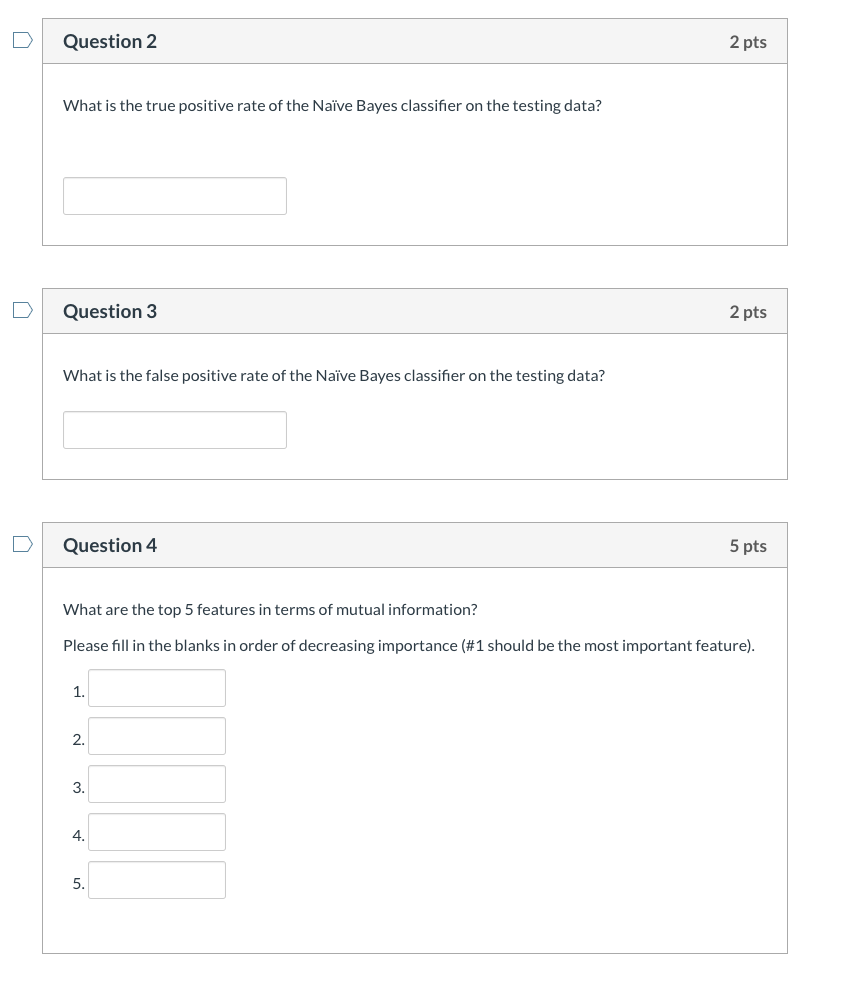 Question 2
2 pts
What is the true positive rate of the Naïve Bayes classifier on the testing data?
Question 3
2 pts
What is the false positive rate of the Naïve Bayes classifier on the testing data?
Question 4
5 pts
What are the top 5 features in terms of mutual information?
Please fill in the blanks in order of decreasing importance (#1 should be the most important feature).
1.
2.
3.
4.
5.